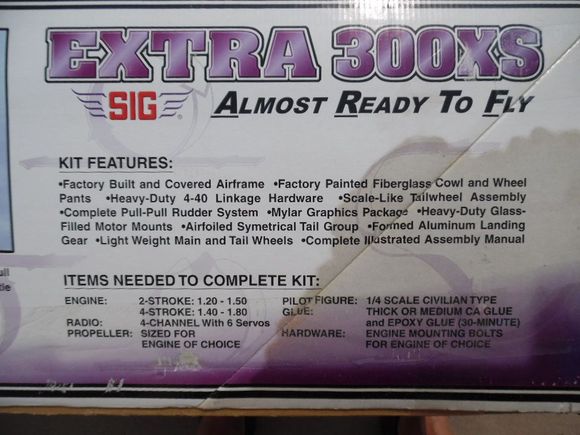 EXTRA 300XS
SIG® ALMOST READY TO FLY
KIT FEATURES:
•Factory Built and Covered Airframe •Factory Painted Fiberglass Cowl and Wheel
Pants •Heavy-Duty 4-40 Linkage Hardware •Scale-Like Tailwheel Assembly
•Complete Pull-Pull Rudder System •Mylar Graphics Package •Heavy-Duty Glass-
Filled Motor Mounts •Airfoiled Symetrical Tail Group •Formed Aluminum Landing
Gear •Light Weight Main and Tail Wheels •Complete Illustrated Assembly Manual
ITEMS NEEDED TO COMPLETE KIT:
ENGINE: 2-STROKE: 1.20 - 1.50
4-STROKE: 1.40 - 1.80
RADIO: 4-CHANNEL With 6 Servos
PROPELLER: SIZED FOR
ENGINE OF CHOICE
PILOT FIGURE: 1/4 SCALE CIVILIAN TYPE
GLUE: THICK OR MEDIUM CA GLUE
and EPOXY GLUE (30-MINUTE)
HARDWARE: ENGINE MOUNTING BOLTS
FOR ENGINE OF CHOICE